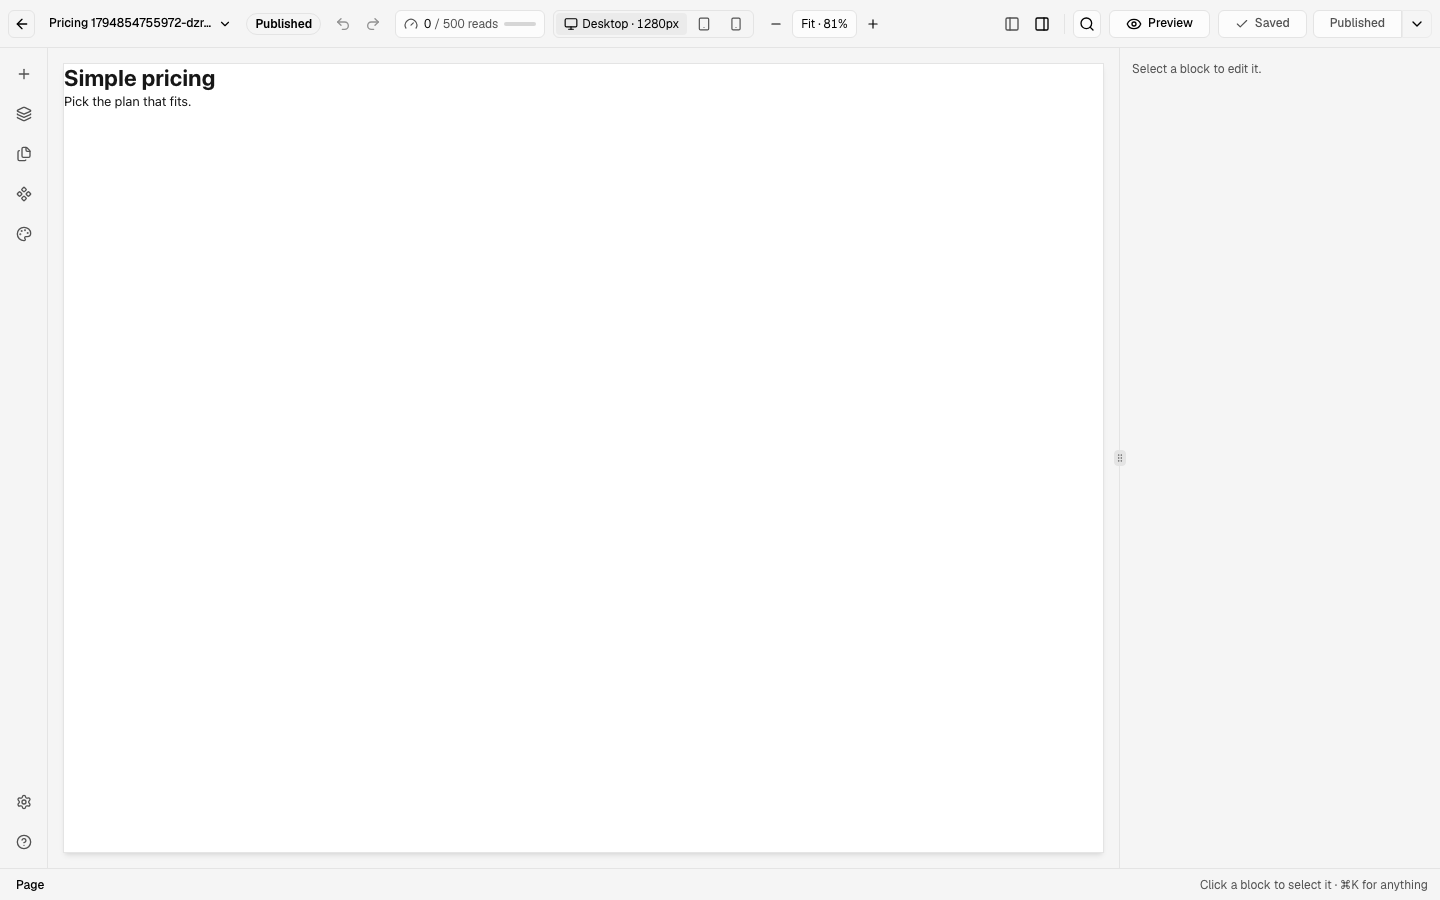 Pricing 1794854755972-dzr...
Published
0 / 500 reads
Desktop · 1280px
Fit · 81%
Preview
Saved
Published
Simple pricing
Pick the plan that fits.
Select a block to edit it.
Page
Click a block to select it · ⌘K for anything